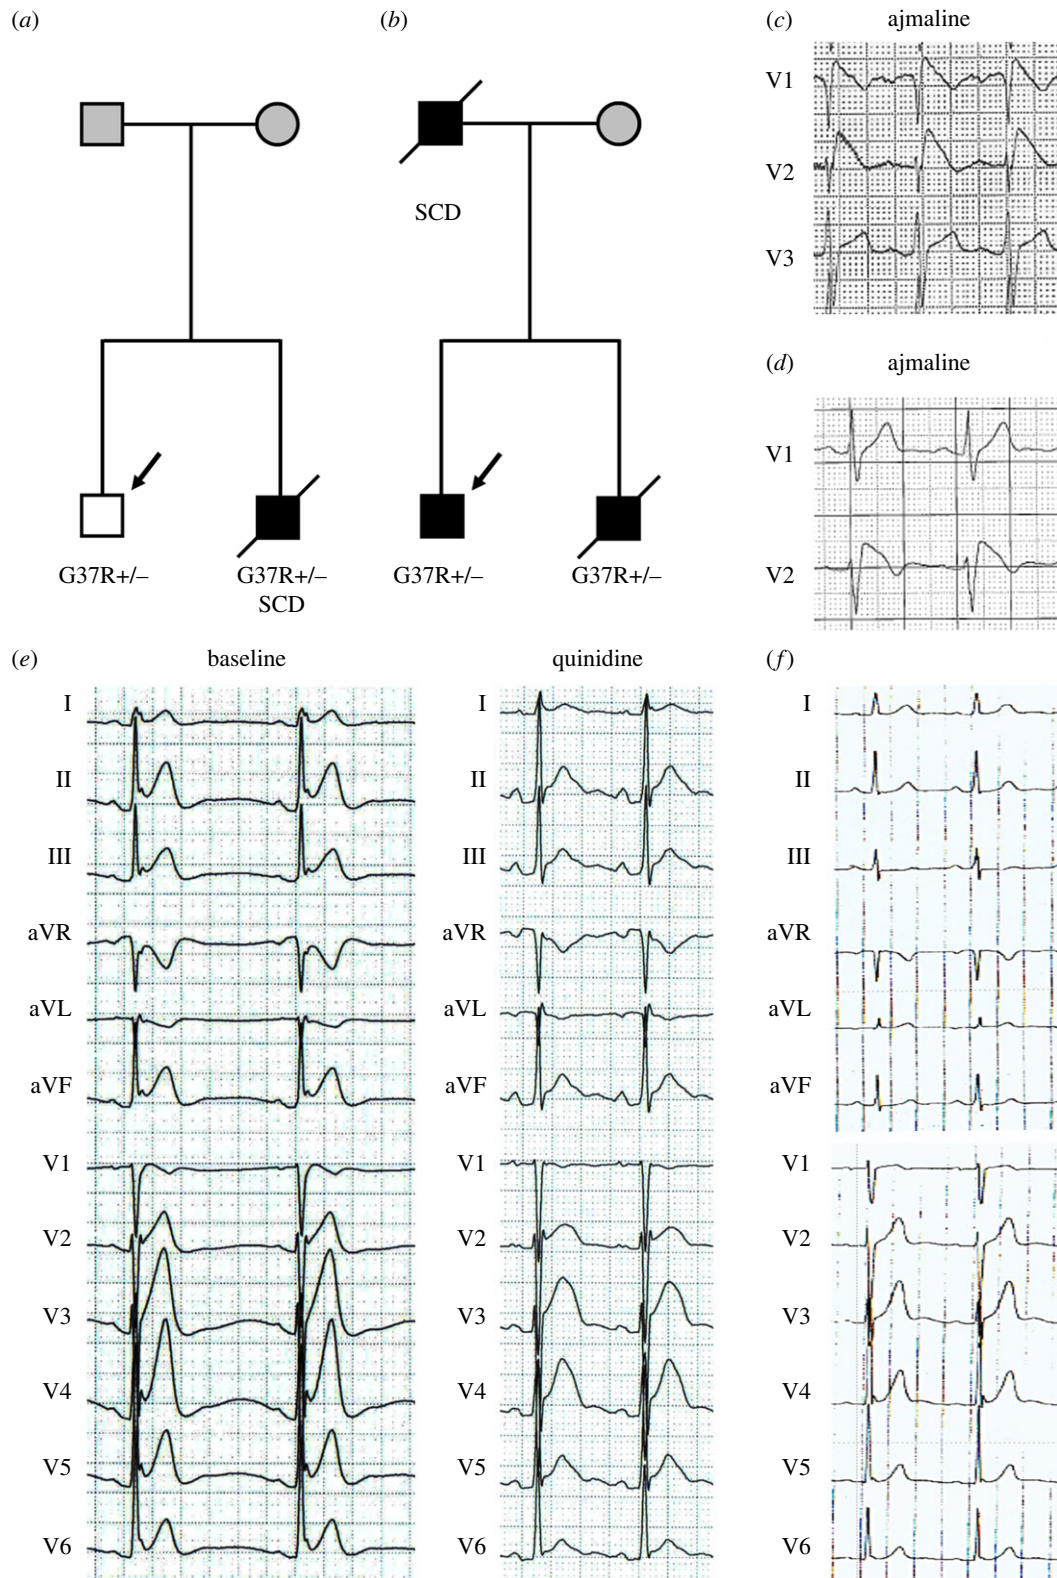 (a)
(b)
SCD
G37R+/–
G37R+/–
SCD
G37R+/–
G37R+/–
(c)
ajmaline
V1
V2
V3
(d)
ajmaline
V1
V2
(e)
baseline
I
II
III
aVR
aVL
aVF
V1
V2
V3
V4
V5
V6
quinidine
I
II
III
aVR
aVL
aVF
V1
V2
V3
V4
V5
V6
(f)
I
II
III
aVR
aVL
aVF
V1
V2
V3
V4
V5
V6